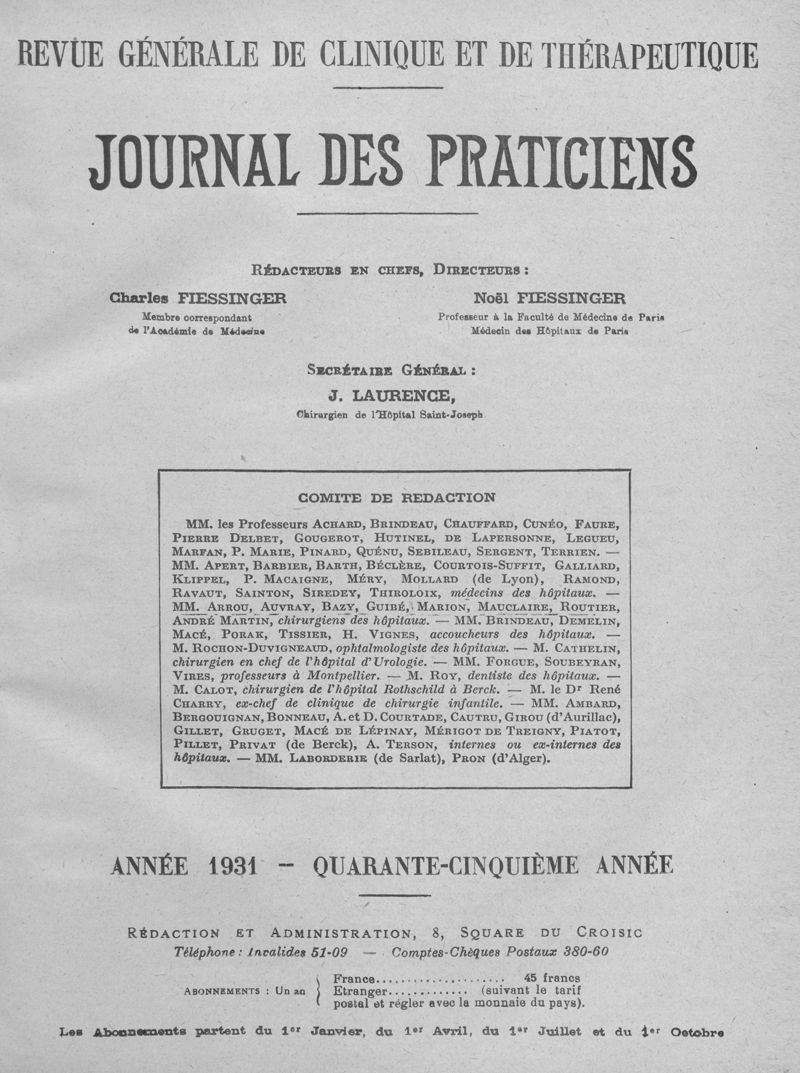 REVUE GÉNÉRALE DE CLINIQUE ET DE THÉRAPEUTIQUE
JOURNAL DES PRATICIENS
RÉDACTEURS EN CHEFS, DIRECTEURS :
Charles FIESSINGER
Membre correspondant
de l'Académie de Médecine
Noël FIESSINGER
Professeur à la Faculté de Médecine de Paris
Médecin des Hôpitaux de Paris
SECRÉTAIRE GÉNÉRAL :
J. LAURENCE,
Chirurgien de l'Hôpital Saint-Joseph
COMITE DE REDACTION
MM. les Professeurs ACHARD, BRINDEAU, CHAUFFARD, CUNÉO, FAURE,
PIERRE DELBET, GOUGEROT, HUTINEL, DE LAPERSONNE, LEGUEU,
MARFAN, P. MARIE, PINARD, QUÉNU, SEBILEAU, SERGENT, TERRIEN. —
MM. APERT, BARBIER, BARTH, BÉCLÈRE, COURTOIS-SUFFIT, GALLIARD,
KLIPPEL, P. MACAIGNE, MÉRY, MOLLARD (de Lyon), RAMOND,
RAVAUT, SAINTON, SIREDEY, THIROLOIX, médecins des hôpitaux. —
MM. ARROU, AUVRAY, BAZY, GUIBÉ, MARION, MAUCLAIRE, ROUTIER,
ANDRÉ MARTIN, chirurgiens des hôpitaux. — MM. BRINDEAU, DEMELIN,
MACÉ, PORAK, TISSIER, H. VIGNES, accoucheurs des hôpitaux. —
M. ROCHON-DUVIGNEAUD, ophtalmologiste des hôpitaux. — M. CATHELIN,
chirurgien en chef de l'hôpital d'Urologie. — MM. FORGUE, SOUBEYRAN,
VIRES, professeurs à Montpellier. — M. ROY, dentiste des hôpitaux. —
M. CALOT, chirurgien de l'hôpital Rothschild à Berck. — M. le Dr René
CHARRY, ex-chef de clinique de chirurgie infantile. — MM. AMBARD,
BERGOUIGNAN, BONNEAU, A. et D. COURTADE, CAUTRU, GIROU (d'Aurillac),
GILLET, GRUGET, MACÉ DE LÉPINAY, MÉRIGOT DE TREIGNY, PIATOT,
PILLET, PRIVAT (de Berck), A. TERSON, internes ou ex-internes des
hôpitaux. — MM. LABORDERIE (de Sarlat), PRON (d'Alger).
ANNÉE 1931 — QUARANTE-CINQUIÈME ANNÉE
RÉDACTION ET ADMINISTRATION, 8, SQUARE DU CROISIC
Téléphone : Invalides 51-09 — Comptes-Chèques Postaux 380-60
ABONNEMENTS : Un an
France...................... 45 francs
Etranger............. (suivant le tarif
postal et régler avec la monnaie du pays).
Les Abonnements partent du 1er Janvier, du 1er Avril, du 1er Juillet et du 1er Octobre